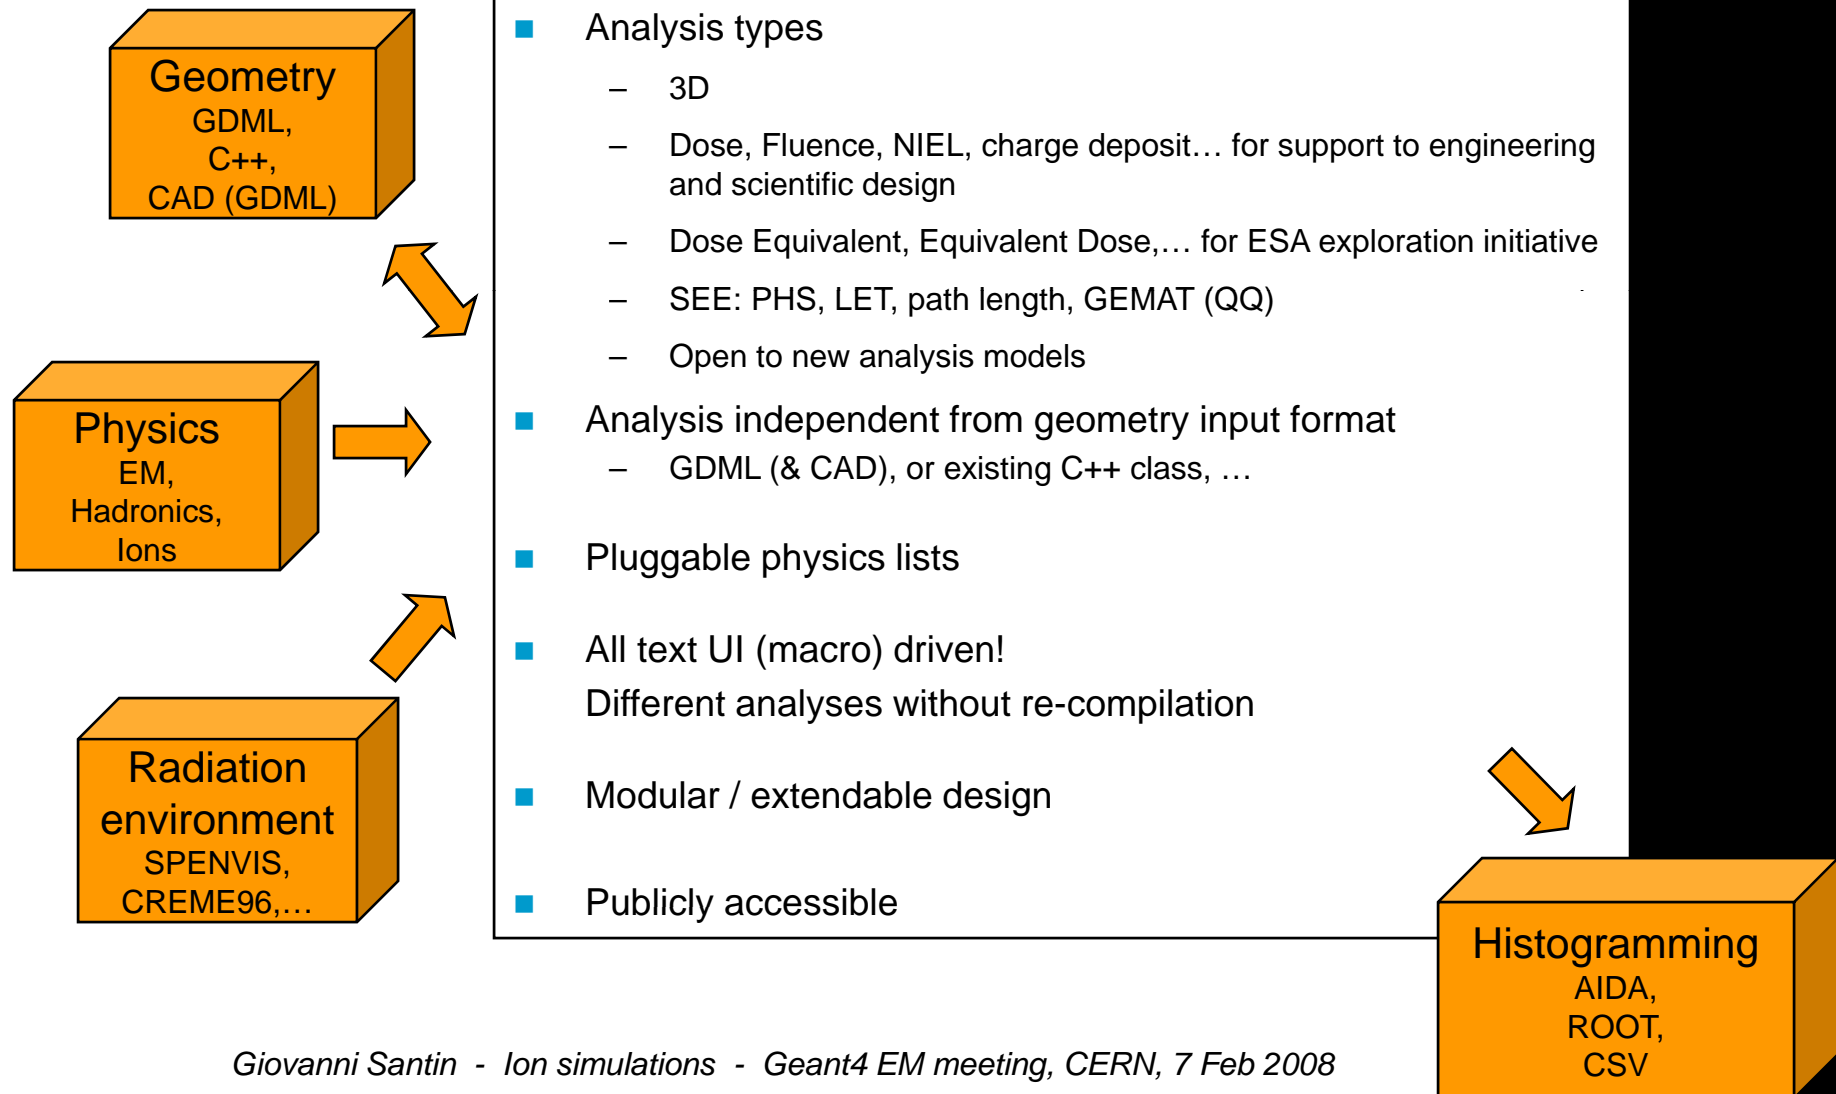 Geometry
GDML,
C++,
CAD (GDML)
Physics
EM,
Hadronics,
Ions
Radiation
environment
SPENVIS,
CREME96,…
■ Analysis types
– 3D
– Dose, Fluence, NIEL, charge deposit… for support to engineering
and scientific design
– Dose Equivalent, Equivalent Dose,… for ESA exploration initiative
– SEE: PHS, LET, path length, GEMAT (QQ)
– Open to new analysis models
■ Analysis independent from geometry input format
– GDML (& CAD), or existing C++ class, …
■ Pluggable physics lists
■ All text UI (macro) driven!
Different analyses without re-compilation
■ Modular / extendable design
■ Publicly accessible
Histogramming
AIDA,
ROOT,
CSV
Giovanni Santin - Ion simulations - Geant4 EM meeting, CERN, 7 Feb 2008